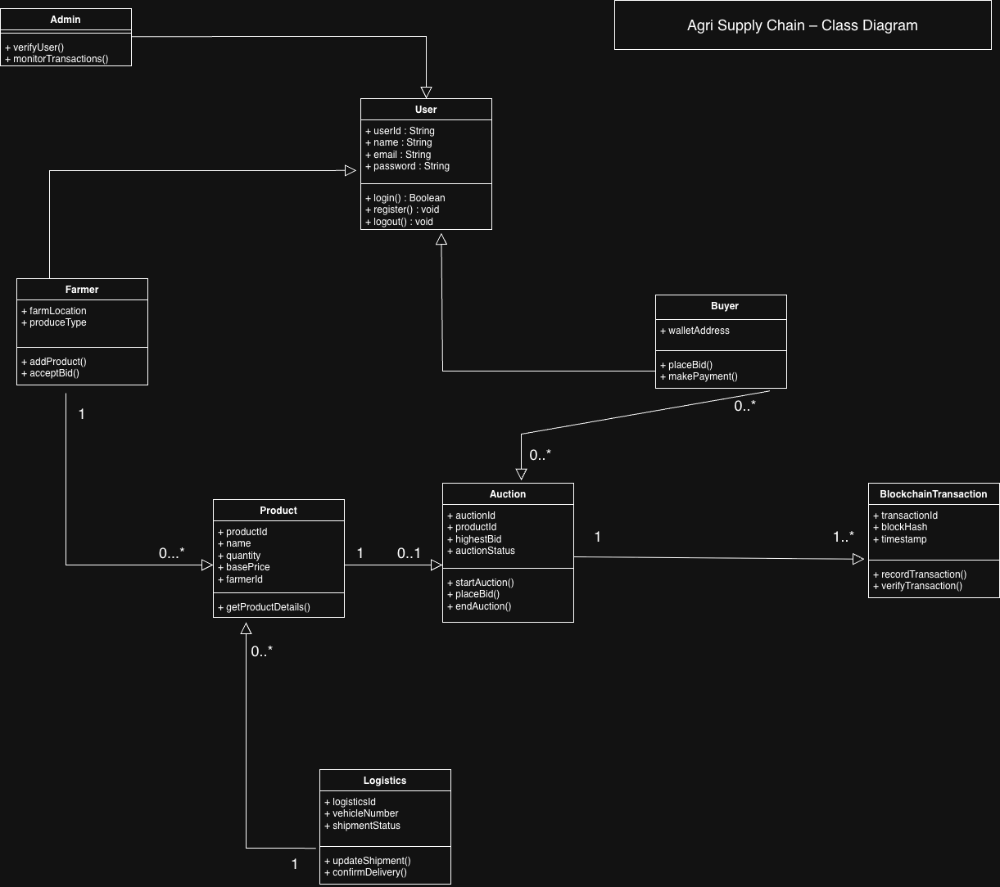 Agri Supply Chain – Class Diagram
Admin
+ verifyUser()
+ monitorTransactions()
User
+ userId : String
+ name : String
+ email : String
+ password : String
+ login() : Boolean
+ register() : void
+ logout() : void
Farmer
+ farmLocation
+ produceType
+ addProduct()
+ acceptBid()
Buyer
+ walletAddress
+ placeBid()
+ makePayment()
1
0..*
0..*
Product
+ productId
+ name
+ quantity
+ basePrice
+ farmerId
+ getProductDetails()
0...*
1
0..1
Auction
+ auctionId
+ productId
+ highestBid
+ auctionStatus
+ startAuction()
+ placeBid()
+ endAuction()
1
1..*
BlockchainTransaction
+ transactionId
+ blockHash
+ timestamp
+ recordTransaction()
+ verifyTransaction()
0..*
Logistics
+ logisticsId
+ vehicleNumber
+ shipmentStatus
+ updateShipment()
+ confirmDelivery()
1